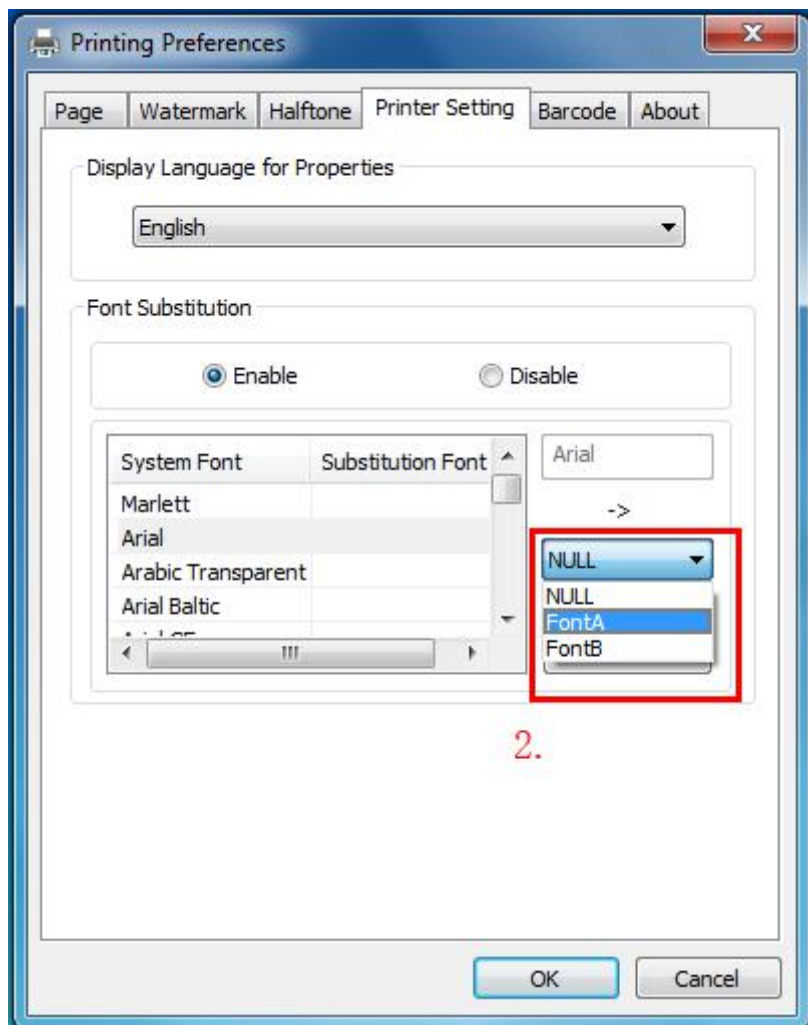 Printing Preferences
Page Watermark Halftone Printer Setting Barcode About
Display Language for Properties
English
Font Substitution
Enable Disable
System Font Substitution Font
Marlett
Arial
Arabic Transparent
Arial Baltic
Arial
->
NULL
NULL
FontA
FontB
2.
OK Cancel